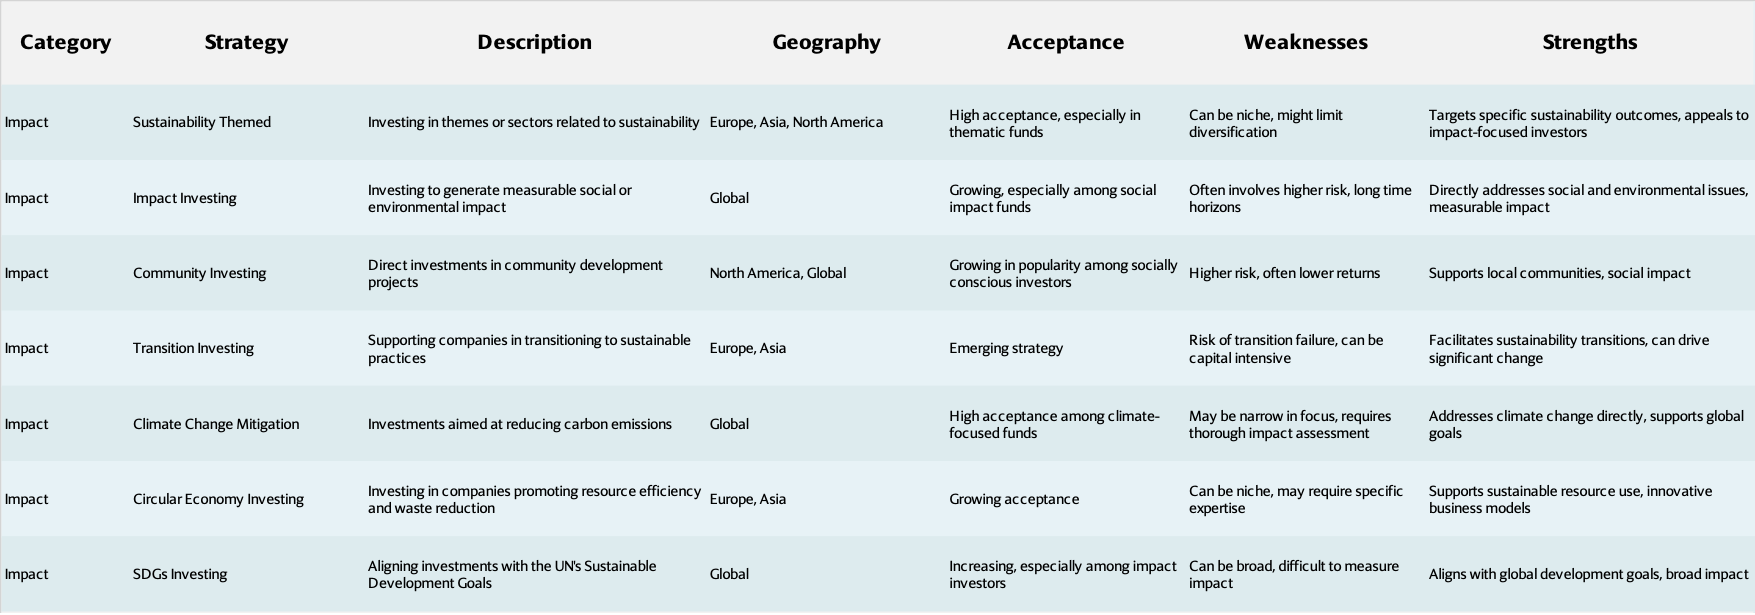 Category Strategy Description Geography Acceptance Weaknesses Strengths
Impact Sustainability Themed Investing in themes or sectors related to sustainability Europe, Asia, North America High acceptance, especially in thematic funds Can be niche, might limit diversification Targets specific sustainability outcomes, appeals to impact-focused investors
Impact Impact Investing Investing to generate measurable social or environmental impact Global Growing, especially among social impact funds Often involves higher risk, long time horizons Directly addresses social and environmental issues, measurable impact
Impact Community Investing Direct investments in community development projects North America, Global Growing in popularity among socially conscious investors Higher risk, often lower returns Supports local communities, social impact
Impact Transition Investing Supporting companies in transitioning to sustainable practices Europe, Asia Emerging strategy Risk of transition failure, can be capital intensive Facilitates sustainability transitions, can drive significant change
Impact Climate Change Mitigation Investments aimed at reducing carbon emissions Global High acceptance among climate-focused funds May be narrow in focus, requires thorough impact assessment Addresses climate change directly, supports global goals
Impact Circular Economy Investing Investing in companies promoting resource efficiency and waste reduction Europe, Asia Growing acceptance Can be niche, may require specific expertise Supports sustainable resource use, innovative business models
Impact SDGs Investing Aligning investments with the UN's Sustainable Development Goals Global Increasing, especially among impact investors Can be broad, difficult to measure impact Aligns with global development goals, broad impact